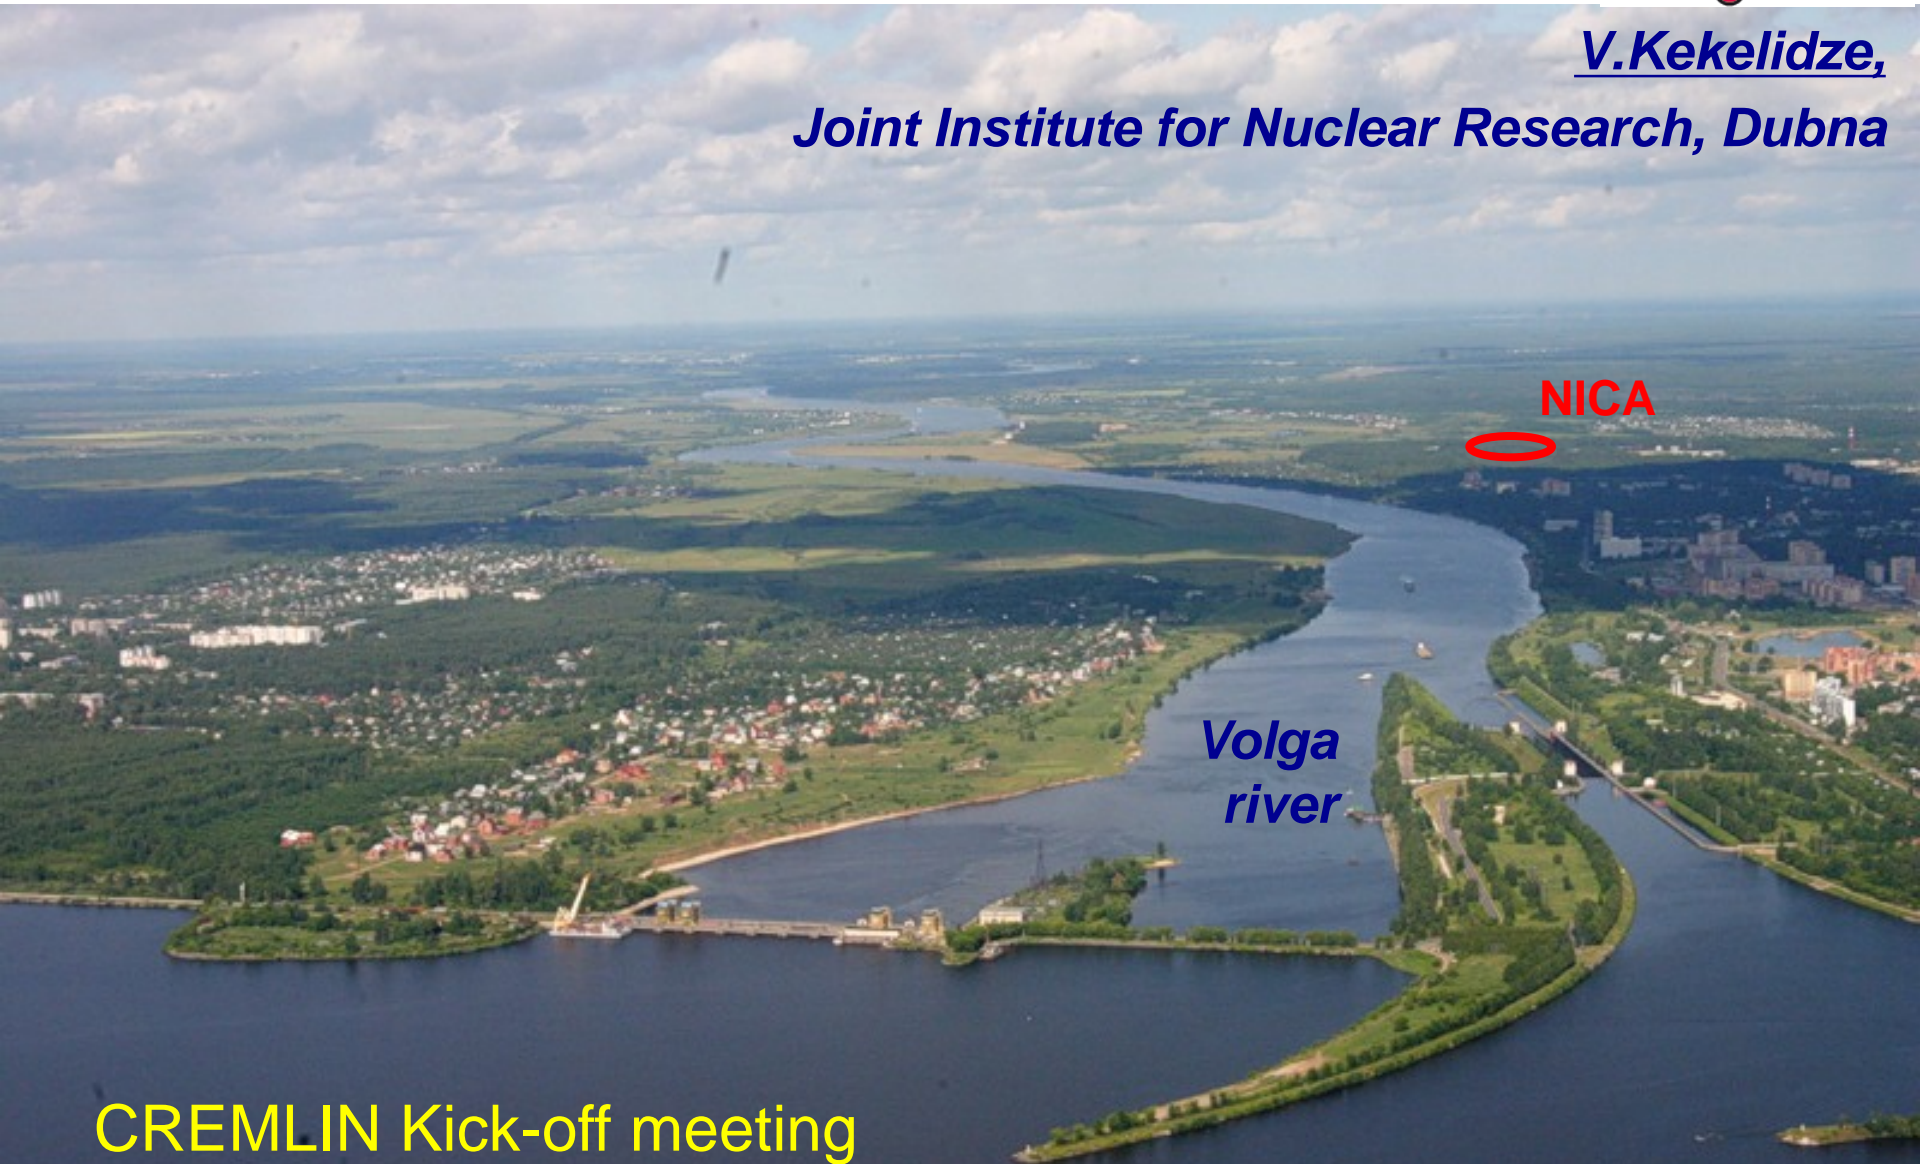 V.Kekelidze,
Joint Institute for Nuclear Research, Dubna
NICA
Volga
river
CREMLIN Kick-off meeting